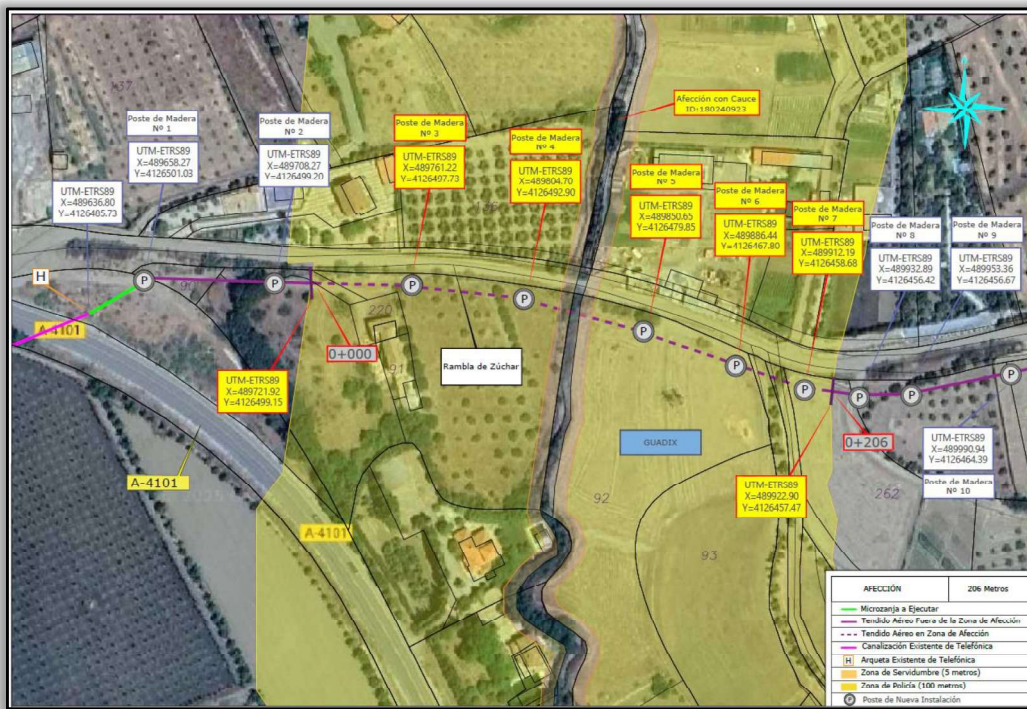 Afección con Cauce
ID:180240923
137
Poste de Madera
Nº 1
UTM-ETRS89
X=489658.27
Y=4126501.03
Poste de Madera
Nº 2
UTM-ETRS89
X=489708.27
Y=4126499.20
Poste de Madera
Nº 3
UTM-ETRS89
X=489761.22
Y=4126497.73
Poste de Madera
Nº 4
UTM-ETRS89
X=489804.70
Y=4126492.90
Poste de Madera
Nº 5
UTM-ETRS89
X=489850.65
Y=4126479.85
Poste de Madera
Nº 6
UTM-ETRS89
X=489886.44
Y=4126467.80
Poste de Madera
Nº 7
UTM-ETRS89
X=489912.19
Y=4126458.68
Poste de Madera
Nº 8
UTM-ETRS89
X=489932.89
Y=4126456.42
Poste de Madera
Nº 9
UTM-ETRS89
X=489953.36
Y=4126456.67
UTM-ETRS89
X=489636.80
Y=4126485.73
H
P
P
P
P
P
P
P
P
P
P
A-4101
220
91
0+000
Rambla de Zúchar
UTM-ETRS89
X=489721.92
Y=4126499.15
GUADIX
0+206
UTM-ETRS89
X=489990.94
Y=4126464.39
Poste de Madera
Nº 10
A-4101
UTM-ETRS89
X=489922.90
Y=4126457.47
92
262
A-4101
93
AFECCIÓN 206 Metros
Microzanja a Ejecutar
Tendido Aéreo Fuera de la Zona de Afección
Tendido Aéreo en Zona de Afección
Canalización Existente de Telefónica
H Arqueta Existente de Telefónica
Zona de Servidumbre (5 metros)
Zona de Policía (100 metros)
P Poste de Nueva Instalación